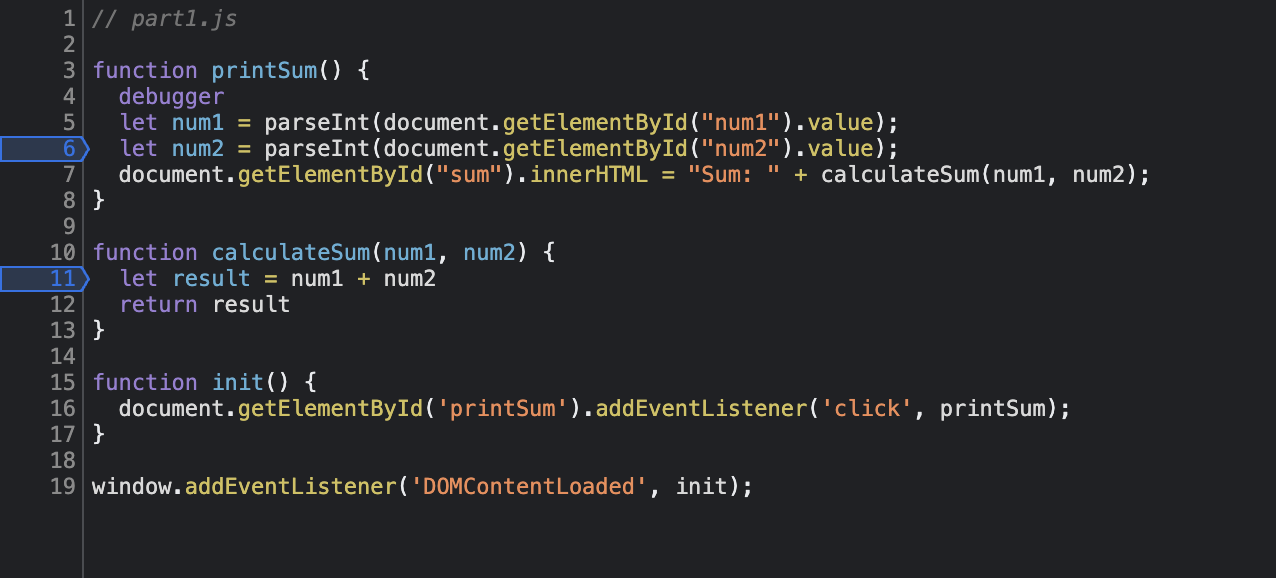 1 // part1.js
2
3 function printSum() {
4   debugger
5   let num1 = parseInt(document.getElementById("num1").value);
6   let num2 = parseInt(document.getElementById("num2").value);
7   document.getElementById("sum").innerHTML = "Sum: " + calculateSum(num1, num2);
8 }
9
10 function calculateSum(num1, num2) {
11   let result = num1 + num2
12   return result
13 }
14
15 function init() {
16   document.getElementById('printSum').addEventListener('click', printSum);
17 }
18
19 window.addEventListener('DOMContentLoaded', init);